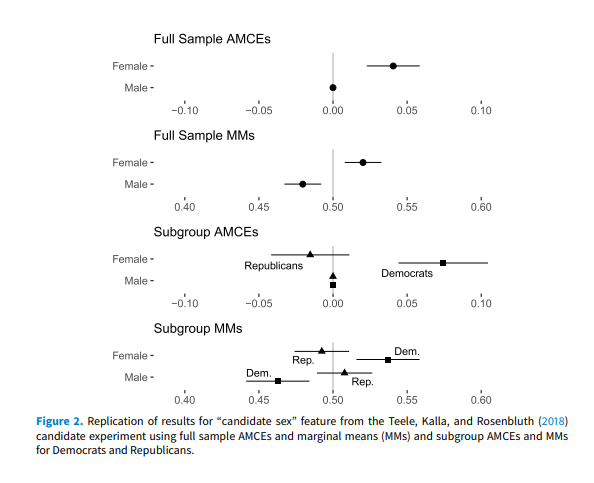 Full Sample AMCEs
Female
Male
−0.10 −0.05 0.00 0.05 0.10
Full Sample MMs
Female
Male
0.40 0.45 0.50 0.55 0.60
Subgroup AMCEs
Female
Republicans
Democrats
Male
−0.10 −0.05 0.00 0.05 0.10
Subgroup MMs
Dem.
Female
Rep.
Dem.
Male
Rep.
0.40 0.45 0.50 0.55 0.60
Figure 2. Replication of results for “candidate sex” feature from the Teele, Kalla, and Rosenbluth (2018)
candidate experiment using full sample AMCEs and marginal means (MMs) and subgroup AMCEs and MMs
for Democrats and Republicans.